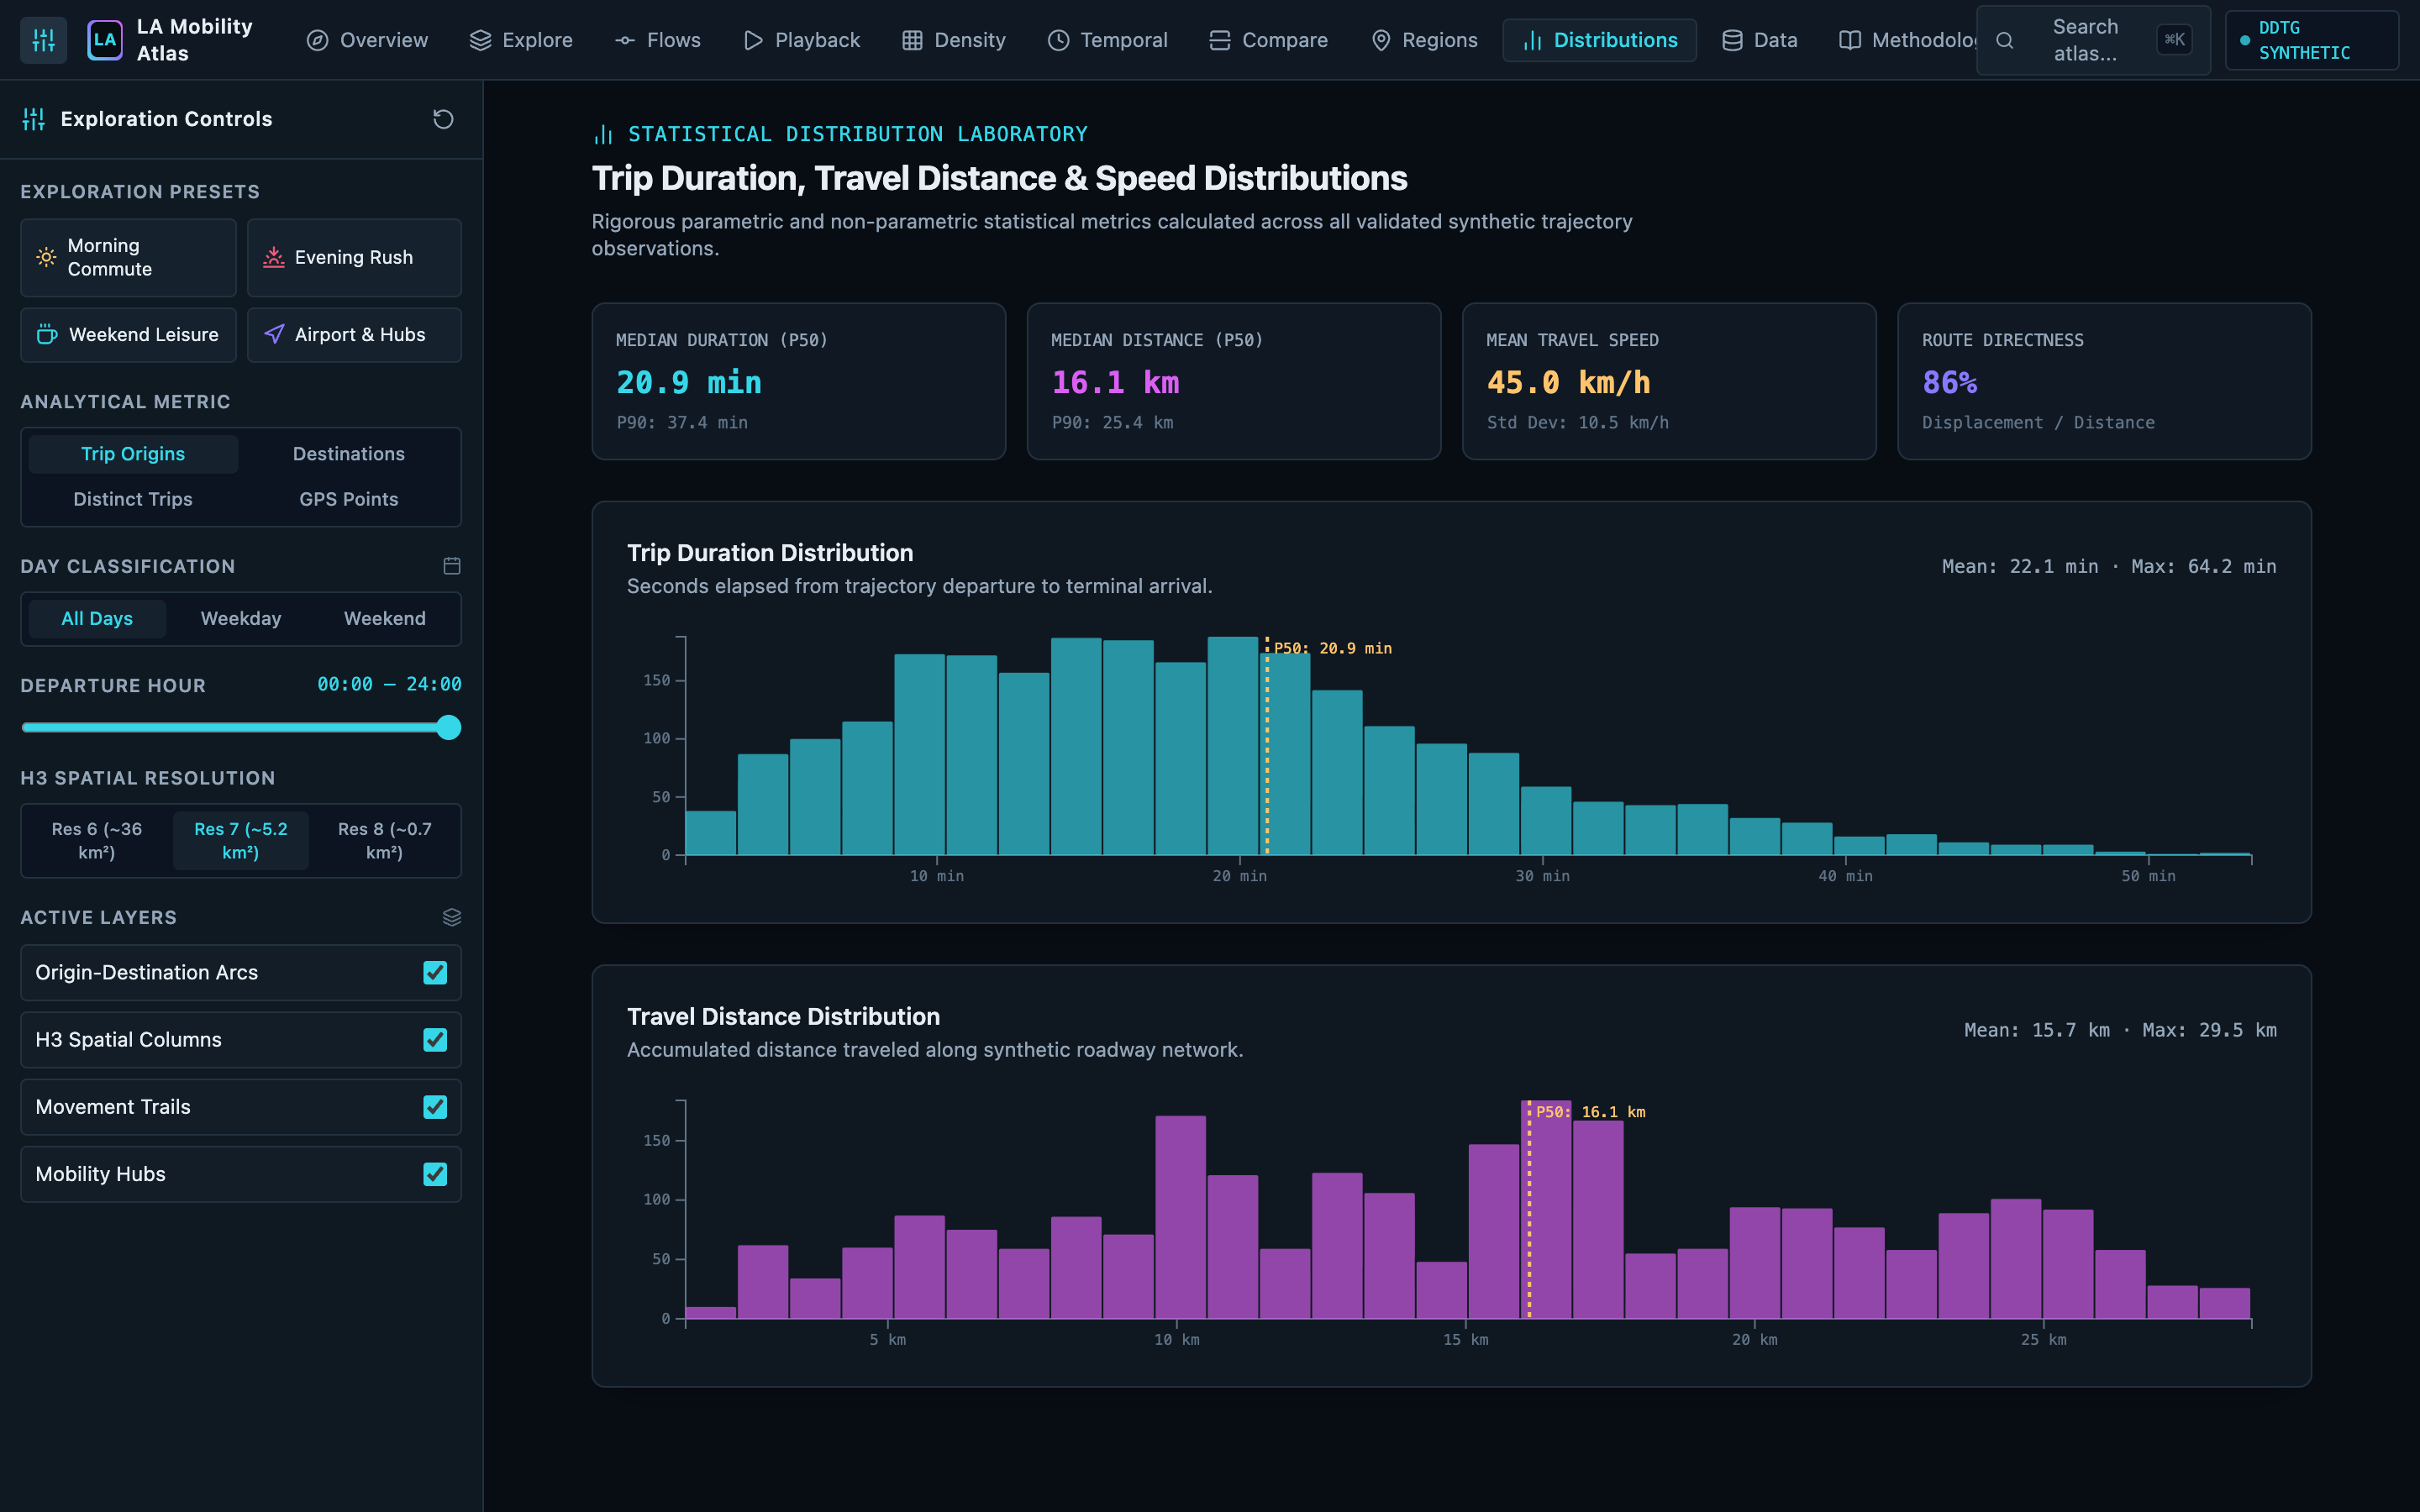 LA
LA Mobility
Atlas
Overview
Explore
Flows
Playback
Density
Temporal
Compare
Regions
Distributions
Data
Search
atlas...
⌘K
DDTG
SYNTHETIC
Exploration Controls
EXPLORATION PRESETS
Morning
Commute
Evening Rush
Weekend Leisure
Airport & Hubs
ANALYTICAL METRIC
Trip Origins
Destinations
Distinct Trips
GPS Points
DAY CLASSIFICATION
All Days
Weekday
Weekend
DEPARTURE HOUR
00:00 — 24:00
H3 SPATIAL RESOLUTION
Res 6 (~36
km²)
Res 7 (~5.2
km²)
Res 8 (~0.7
km²)
ACTIVE LAYERS
Origin-Destination Arcs
H3 Spatial Columns
Movement Trails
Mobility Hubs
STATISTICAL DISTRIBUTION LABORATORY
Trip Duration, Travel Distance & Speed Distributions
Rigorous parametric and non-parametric statistical metrics calculated across all validated synthetic trajectory
observations.
MEDIAN DURATION (P50)
20.9 min
P90: 37.4 min
MEDIAN DISTANCE (P50)
16.1 km
P90: 25.4 km
MEAN TRAVEL SPEED
45.0 km/h
Std Dev: 10.5 km/h
ROUTE DIRECTNESS
86%
Displacement / Distance
Trip Duration Distribution
Seconds elapsed from trajectory departure to terminal arrival.
Mean: 22.1 min · Max: 64.2 min
P50: 20.9 min
150
100
50
0
10 min
20 min
30 min
40 min
50 min
Travel Distance Distribution
Accumulated distance traveled along synthetic roadway network.
Mean: 15.7 km · Max: 29.5 km
P50: 16.1 km
150
100
50
0
5 km
10 km
15 km
20 km
25 km